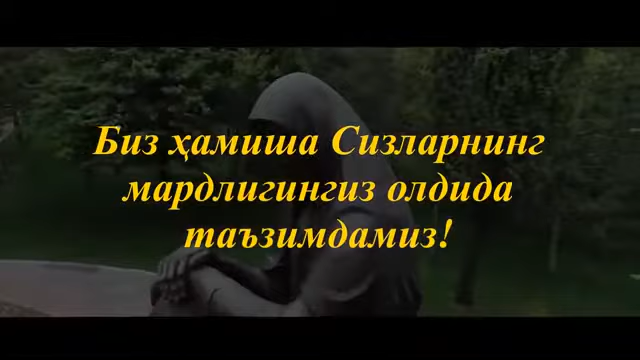 Биз ҳамиша Сизларнинг
мардлигингиз олдида
таъзимдамиз!